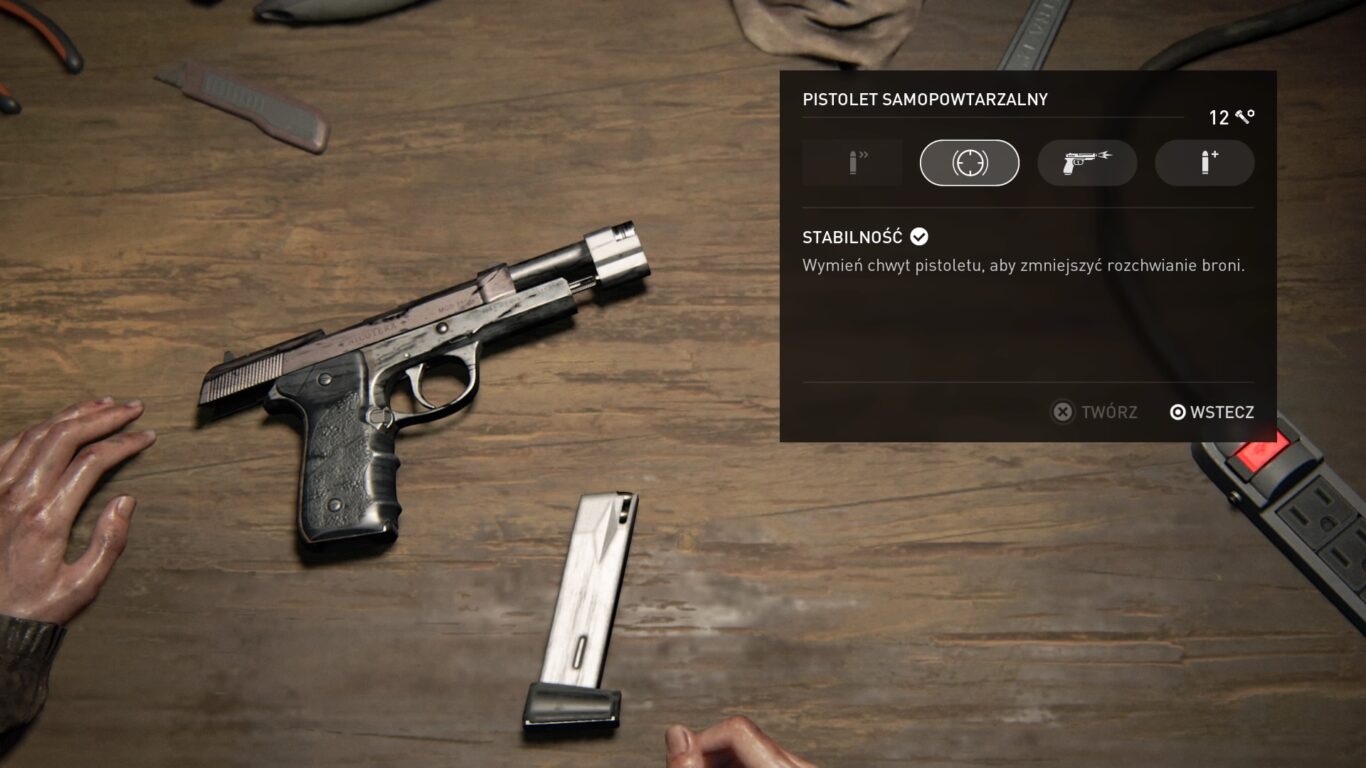 PISTOLET SAMOPOWTARZALNY
12
STABILNOŚĆ
Wymień chwyt pistoletu, aby zmniejszyć rozchwianie broni.
TWÓRZ
WSTECZ